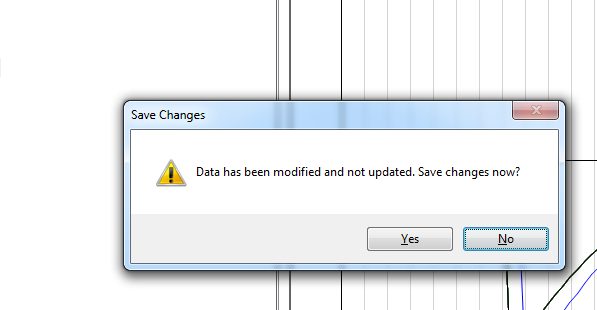 Save Changes
Data has been modified and not updated. Save changes now?
Yes
No